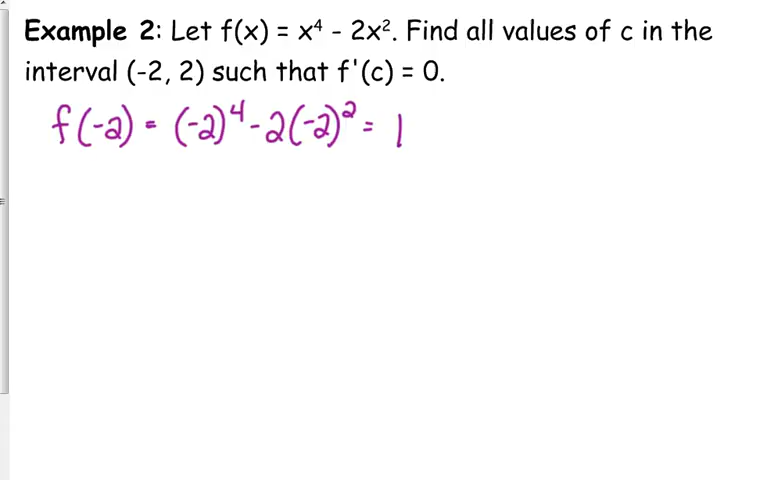 Example 2: Let f(x) = x⁴ - 2x². Find all values of c in the
interval (-2, 2) such that f'(c) = 0.
f(-2) = (-2)⁴ - 2(-2)² = 1